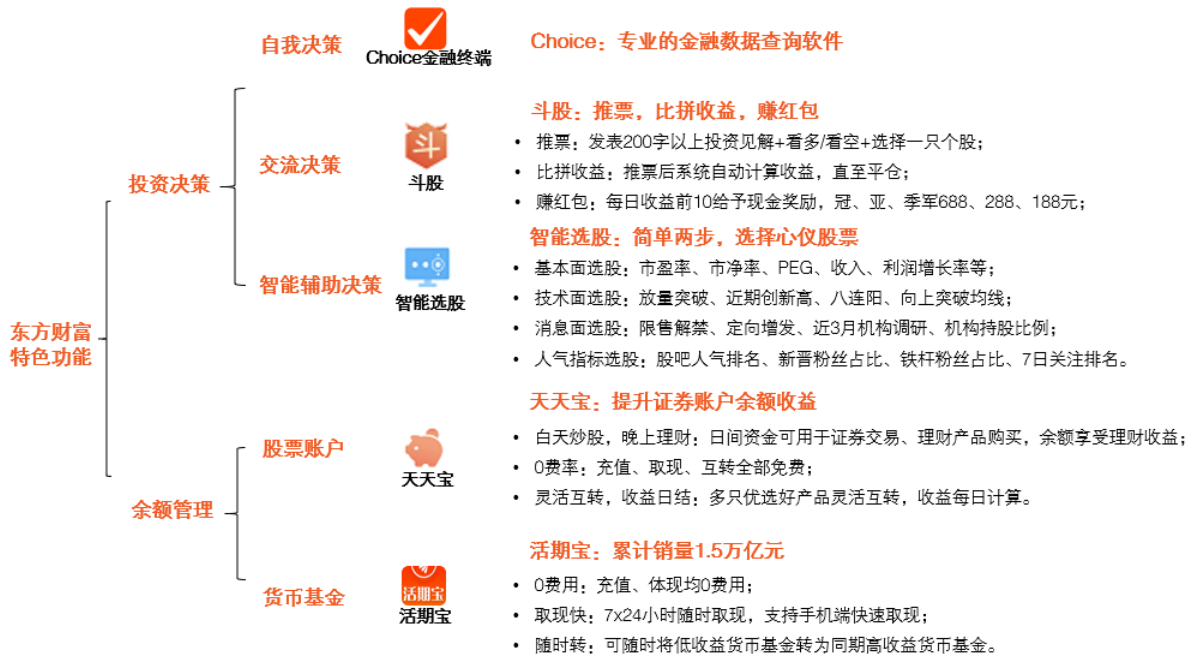 自我决策
Choice金融终端
Choice：专业的金融数据查询软件
斗股：推票，比拼收益，赚红包
• 推票：发表200字以上投资见解+看多/看空+选择一只个股；
交流决策
斗
斗股
• 比拼收益：推票后系统自动计算收益，直至平仓；
投资决策
• 赚红包：每日收益前10给予现金奖励，冠、亚、季军688、288、188元；
智能选股：简单两步，选择心仪股票
• 基本面选股：市盈率、市净率、PEG、收入、利润增长率等；
智能辅助决策
智能选股
• 技术面选股：放量突破、近期创新高、八连阳、向上突破均线；
• 消息面选股：限售解禁、定向增发、近3月机构调研、机构持股比例；
东方财富
特色功能
• 人气指标选股：股吧人气排名、新晋粉丝占比、铁杆粉丝占比、7日关注排名。
天天宝：提升证券账户余额收益
• 白天炒股，晚上理财：日间资金可用于证券交易、理财产品购买，余额享受理财收益；
股票账户
天天宝
• 0费率：充值、取现、互转全部免费；
• 灵活互转，收益日结：多只优选好产品灵活互转，收益每日计算。
余额管理
活期宝：累计销量1.5万亿元
• 0费用：充值、体现均0费用；
货币基金
活期宝
活期宝
• 取现快：7x24小时随时取现，支持手机端快速取现；
• 随时转：可随时将低收益货币基金转为同期高收益货币基金。